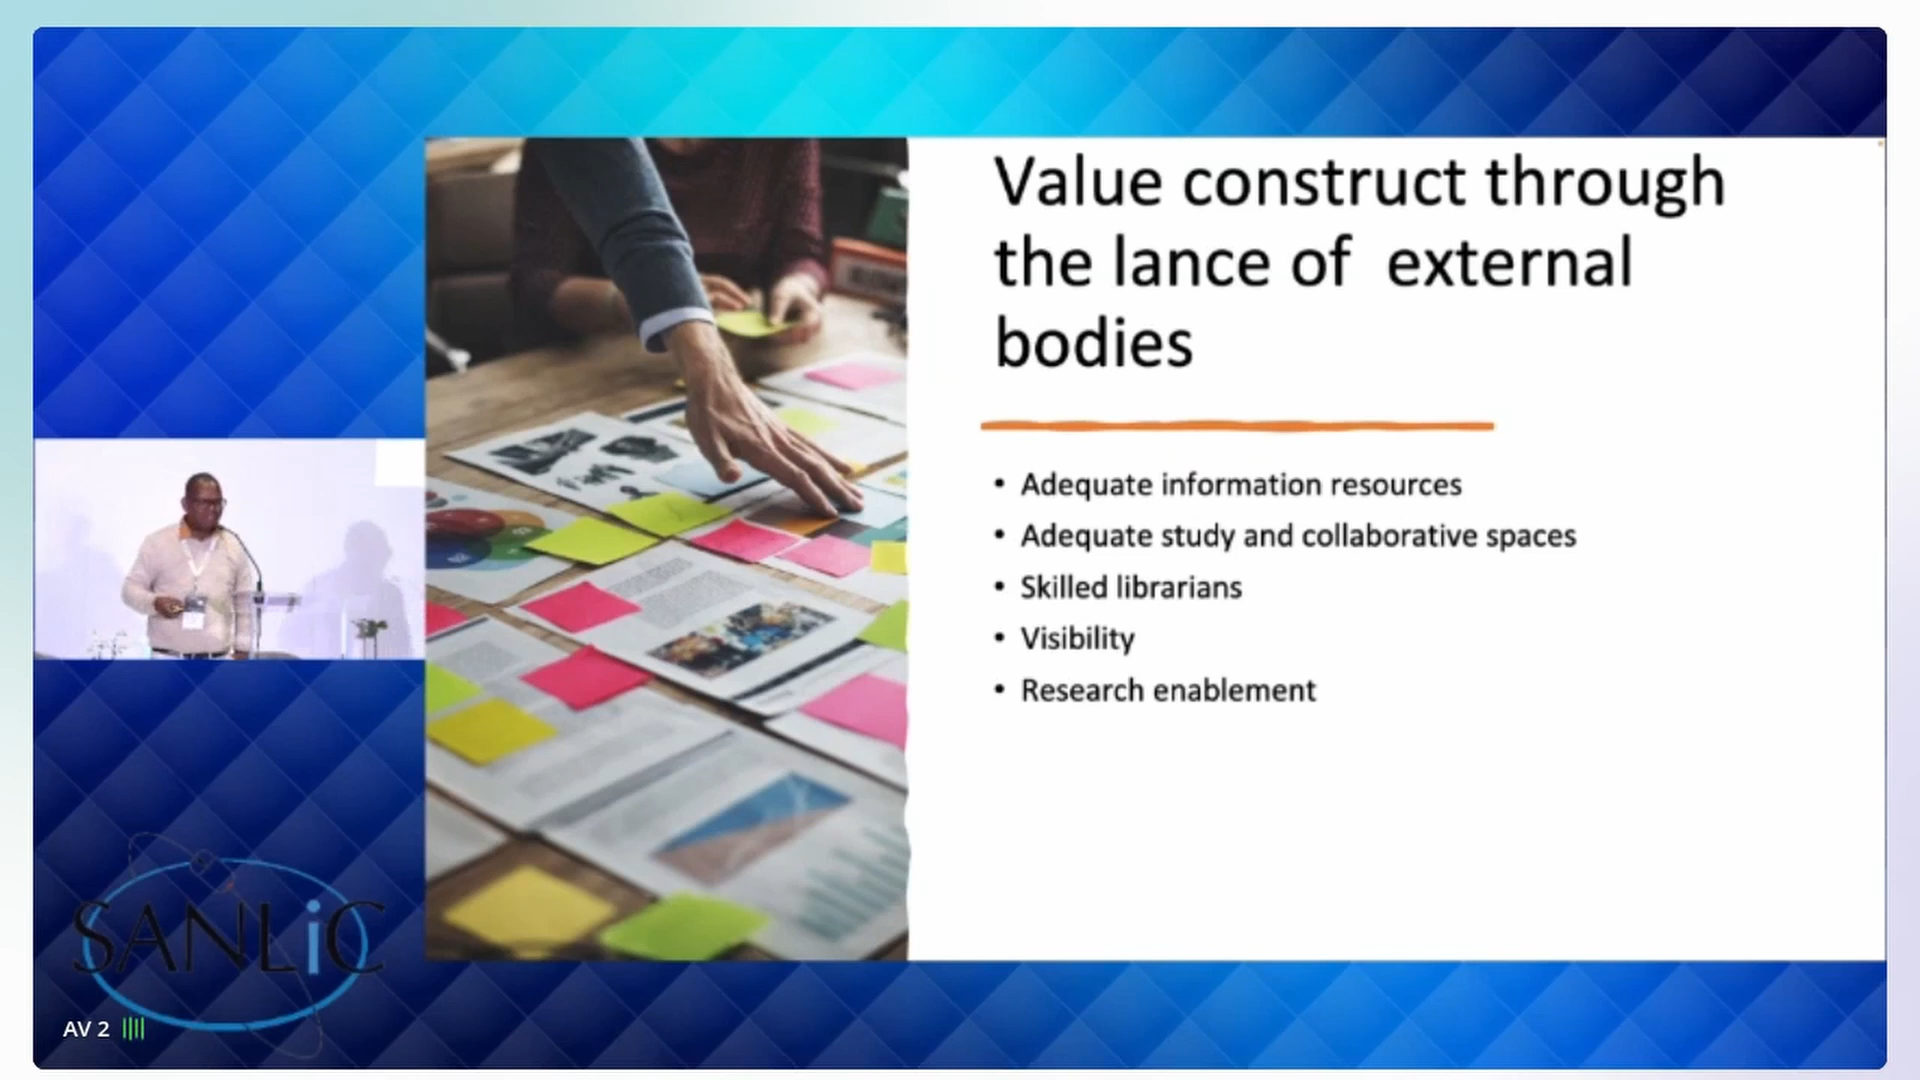 Value construct through
the lance of external
bodies
• Adequate information resources
• Adequate study and collaborative spaces
• Skilled librarians
• Visibility
• Research enablement
SANLiC
AV 2